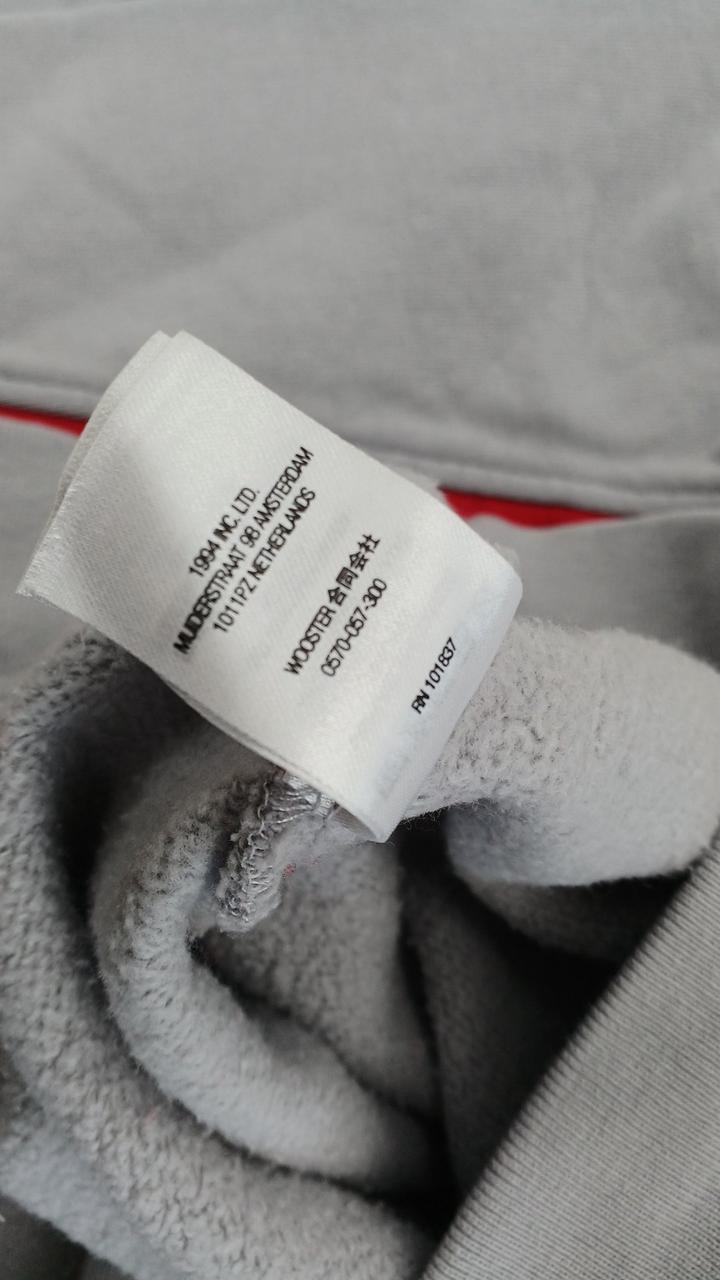 1994 INC. LTD.
MUIDERSTRAAT 98 AMSTERDAM
1011PZ NETHERLANDS
WOOSTER 合同会社
0570-057-300
RN 101837